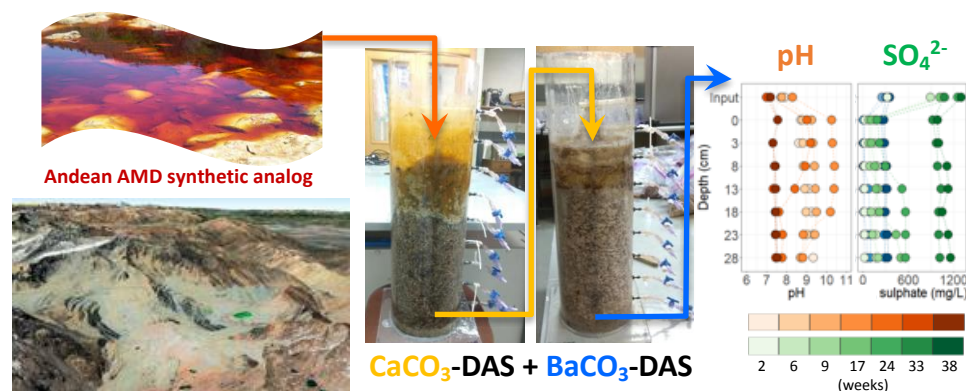 Andean AMD synthetic analog
CaCO₃-DAS + BaCO₃-DAS
pH
SO₄²⁻
Input
0
3
8
13
18
23
28
Depth (cm)
6 7 8 9 10 11
pH
0 600 1200
sulphate (mg/L)
2 6 9 17 24 33 38
(weeks)